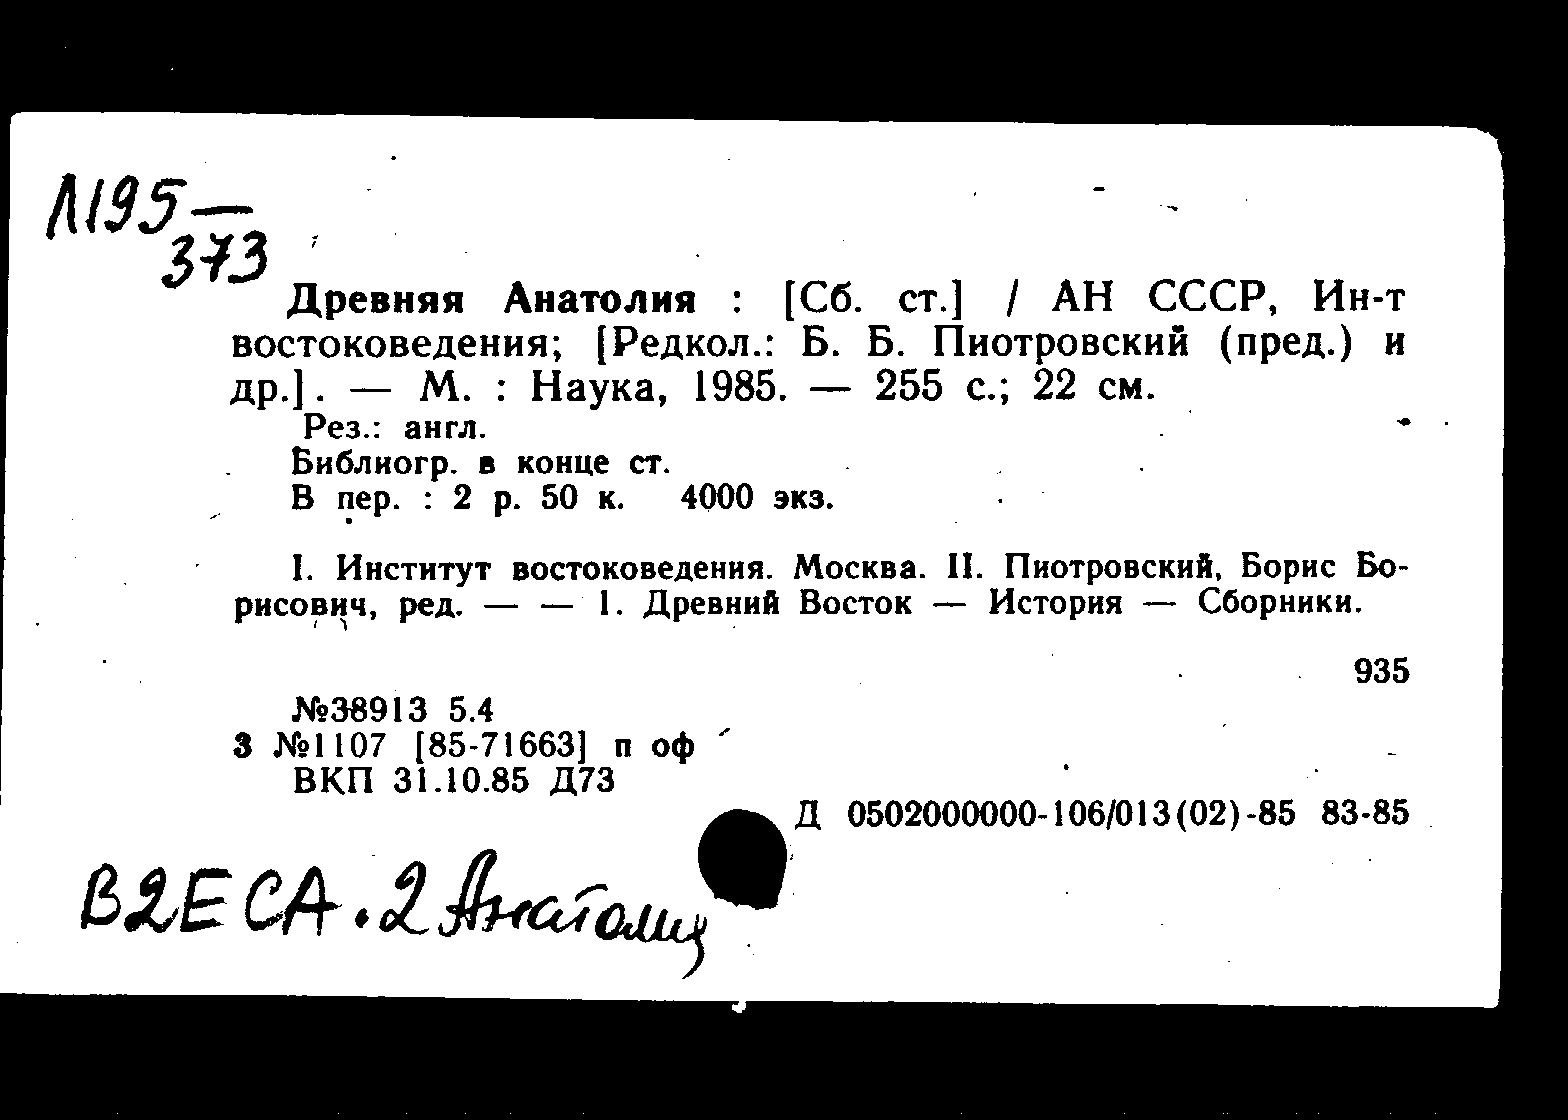 Л195—
373
Древняя Анатолия : [Сб. ст.] / АН СССР, Ин-т
востоковедения; [Редкол.: Б. Б. Пиотровский (пред.) и
др.]. — М. : Наука, 1985. — 255 с.; 22 см.
Рез.: англ.
Библиогр. в конце ст.
В пер. : 2 р. 50 к. 4000 экз.
I. Институт востоковедения. Москва. II. Пиотровский, Борис Бо-
рисович, ред. — — 1. Древний Восток — История — Сборники.
935
№38913 5.4
3 №1107 [85-71663] п оф
ВКП 31.10.85 Д73
Д 0502000000-106/013(02)-85 83-85
В2Е СА.2 Анатолия